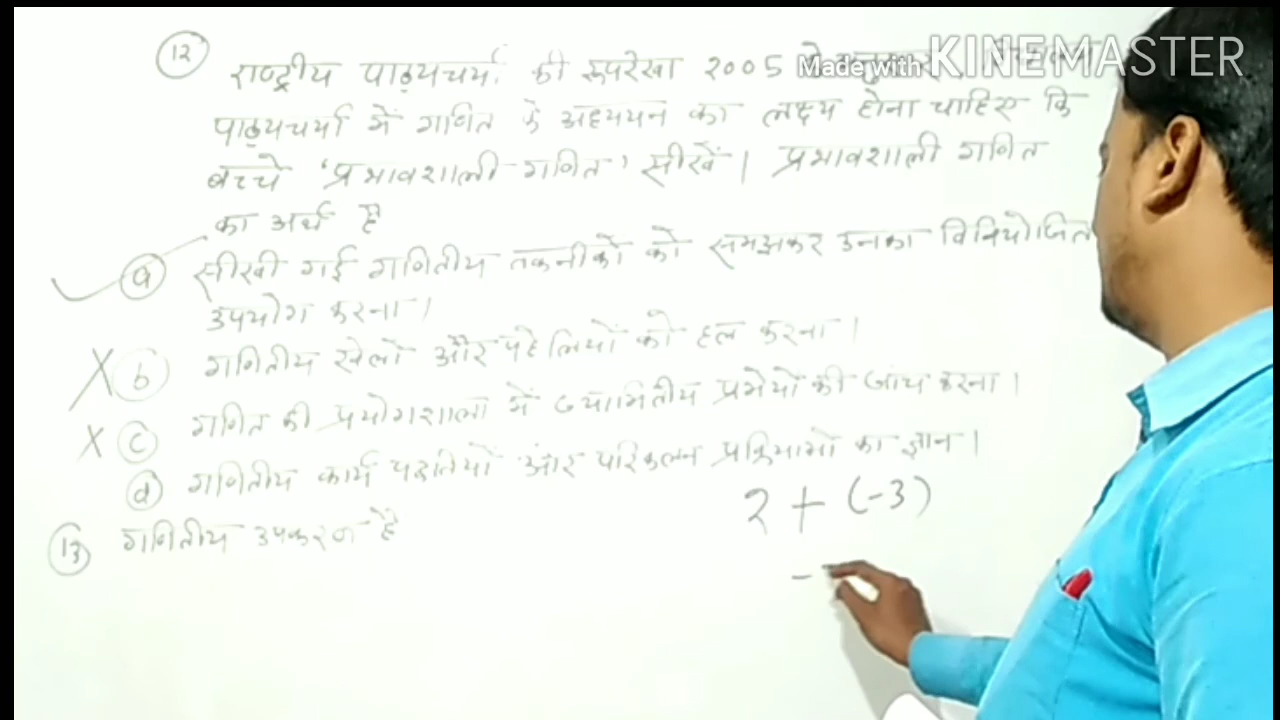 12 राष्ट्रीय पाठ्यचर्या की रूपरेखा 2005
Made with KINEMASTER
पाठ्यचर्या में गणित के अध्ययन का लक्ष्य होना चाहिए कि
बच्चे 'प्रभावशाली गणित' सीखें। प्रभावशाली गणित
का अर्थ है
a सीखी गई गणितीय तकनीकों को समझकर उनका विनियोजित
उपयोग करना।
b गणितीय खेलों और पहेलियों को हल करना।
c गणित की प्रयोगशाला में ज्यामितीय प्रमेयों की जांच करना।
d गणितीय कार्य पद्धतियों और परिकलन प्रक्रियाओं का ज्ञान।
2 + (-3)
13 गणितीय उपकरण है
-